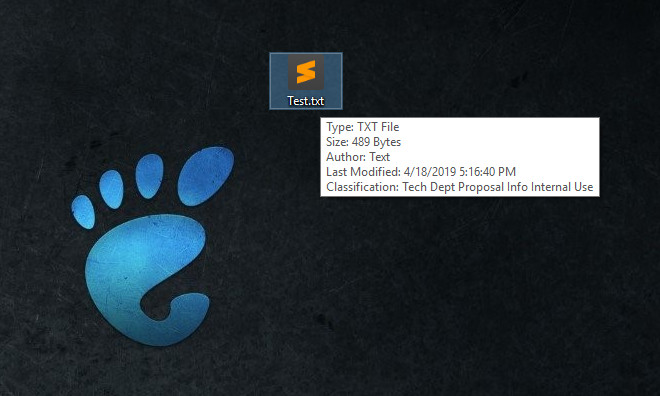 Test.txt
Type: TXT File
Size: 489 Bytes
Author: Text
Last Modified: 4/18/2019 5:16:40 PM
Classification: Tech Dept Proposal Info Internal Use